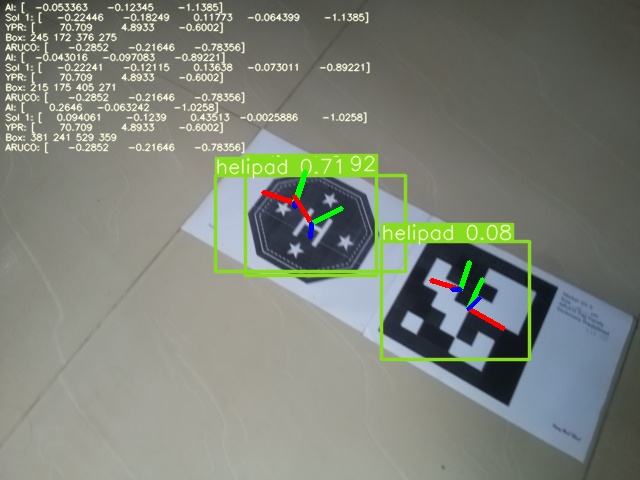 AI: [ -0.053363 -0.12345 -1.1385]
Sol 1: [ -0.22446 -0.18249 0.11773 -0.064399 -1.1385]
YPR: [ 70.709 4.8933 -0.6002]
Box: 245 172 376 275
ARUCO: [ -0.2852 -0.21646 -0.78356]
AI: [ -0.043016 -0.097083 -0.89221]
Sol 1: [ -0.22241 -0.12115 0.13638 -0.073011 -0.89221]
YPR: [ 70.709 4.8933 -0.6002]
Box: 215 175 405 271
ARUCO: [ -0.2852 -0.21646 -0.78356]
AI: [ 0.2646 -0.063242 -1.0258]
Sol 1: [ 0.094061 -0.1239 0.43513 -0.0025886 -1.0258]
YPR: [ 70.709 4.8933 -0.6002]
Box: 381 241 529 359
ARUCO: [ -0.2852 -0.21646 -0.78356]
helipad 0.71 92
H
helipad 0.08